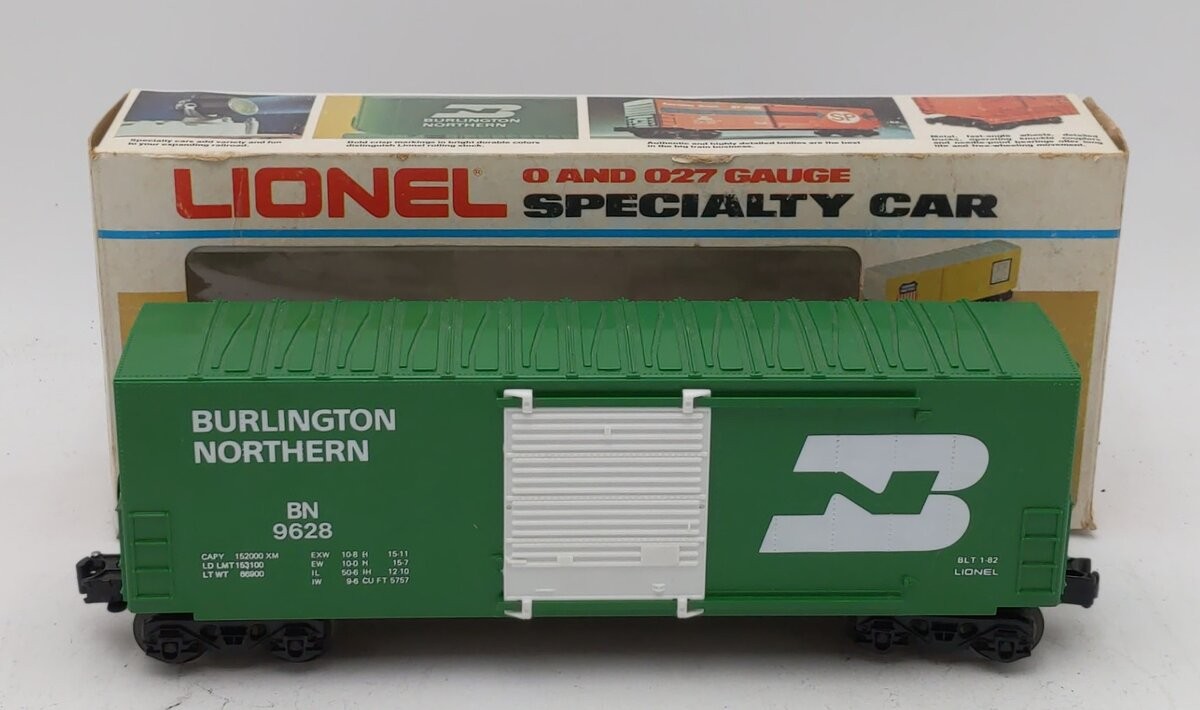 Specialty cars add variety and fun
to your expanding railroad.
BURLINGTON
NORTHERN
Bold crisp markings in bright durable colors
distinguish Lionel rolling stock.
SF
Authentic and highly detailed bodies are the best
in the big train business.
Metal, fast-angle wheels, detailed
trucks, operating knuckle couplers
and needle-point bearings offer long
life and free-wheeling movement.
LIONEL®
O AND O27 GAUGE
SPECIALTY CAR
BURLINGTON
NORTHERN
BN
9628
CAPY 152000 XM
LD LMT 153100
LT WT 66900
EXW 10-8 H 15-11
EW 10-0 H 15-7
IL 50-6 IH 12-10
IW 9-6 CU FT 5757
BN
BLT 1-82
LIONEL